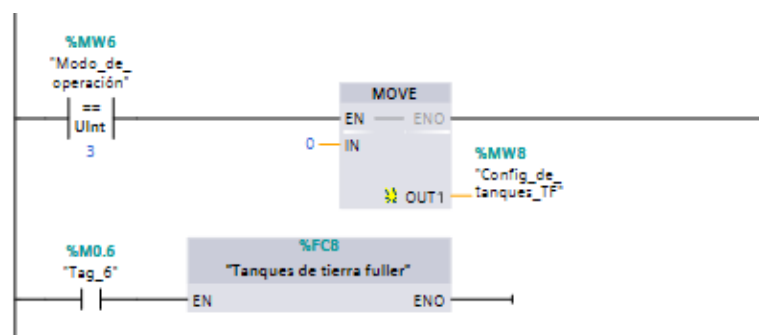 %MW6
"Modo_de_
operación"
==
UInt
3
MOVE
EN ENO
0 IN
OUT1
%MW8
"Config_de_
tanques_TF"
%M0.6
"Tag_6"
%FC8
"Tanques de tierra fuller"
EN ENO